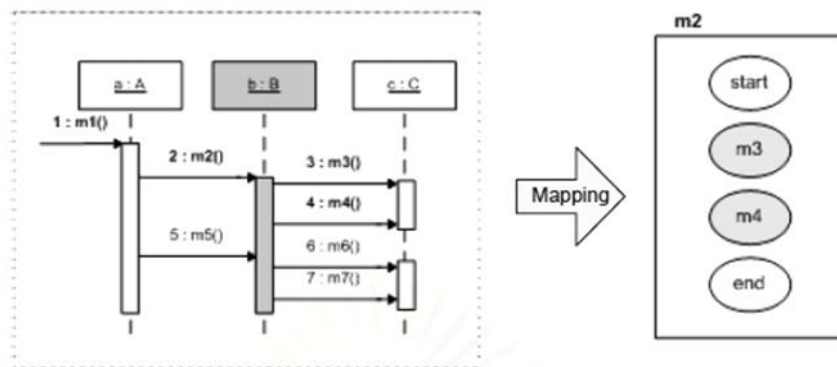 a : A
b : B
c : C
1 : m1()
2 : m2()
3 : m3()
4 : m4()
5 : m5()
6 : m6()
7 : m7()
Mapping
m2
start
m3
m4
end